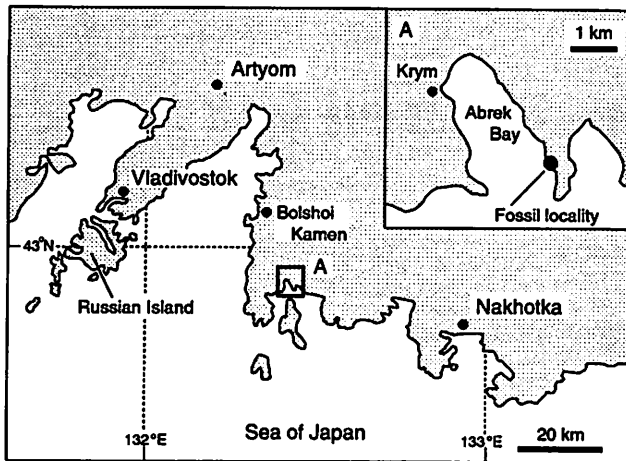 A
1 km
Krym
Abrek
Bay
Fossil locality
Artyom
Vladivostok
Bolshoi
Kamen
43°N
A
Russian Island
Nakhotka
132°E
Sea of Japan
133°E
20 km